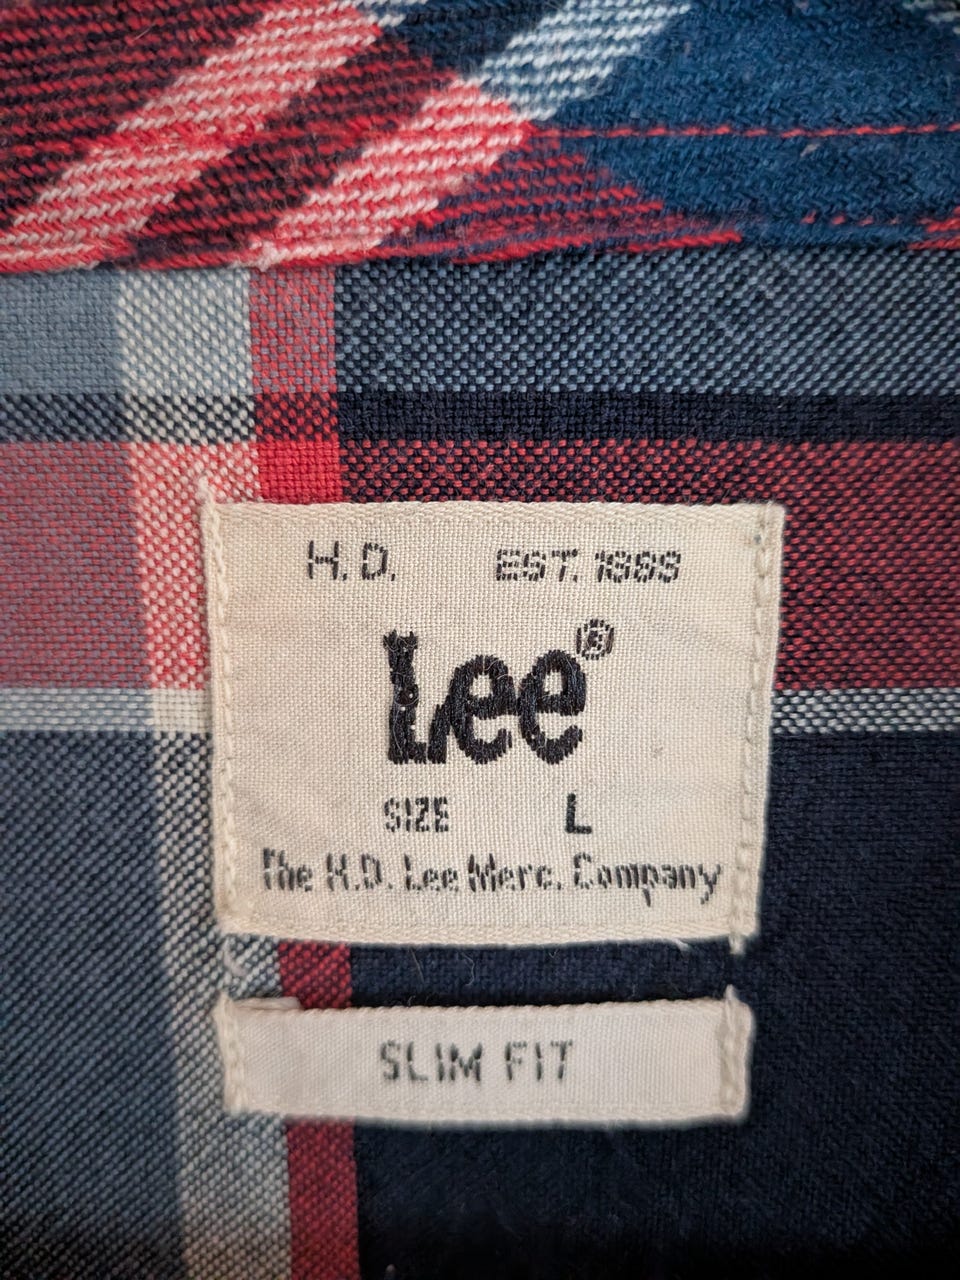 H.D. EST. 1889
Lee®
SIZE L
The H.D. Lee Merc. Company
SLIM FIT